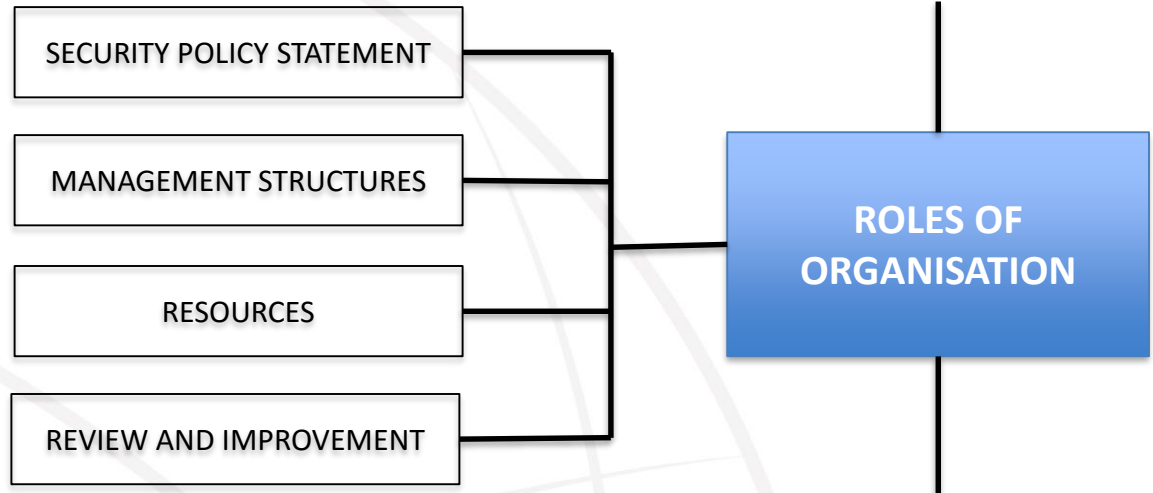 SECURITY POLICY STATEMENT
MANAGEMENT STRUCTURES
RESOURCES
REVIEW AND IMPROVEMENT
ROLES OF
ORGANISATION